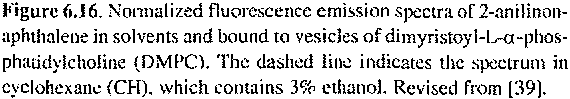 Figure 6.16. Normalized fluorescence emission spectra of 2-anilinon-
aphthalene in solvents and bound to vesicles of dimyristoyl-L-α-phos-
phatidylcholine (DMPC). The dashed line indicates the spectrum in
cyclohexane (CH), which contains 3% ethanol. Revised from [39].